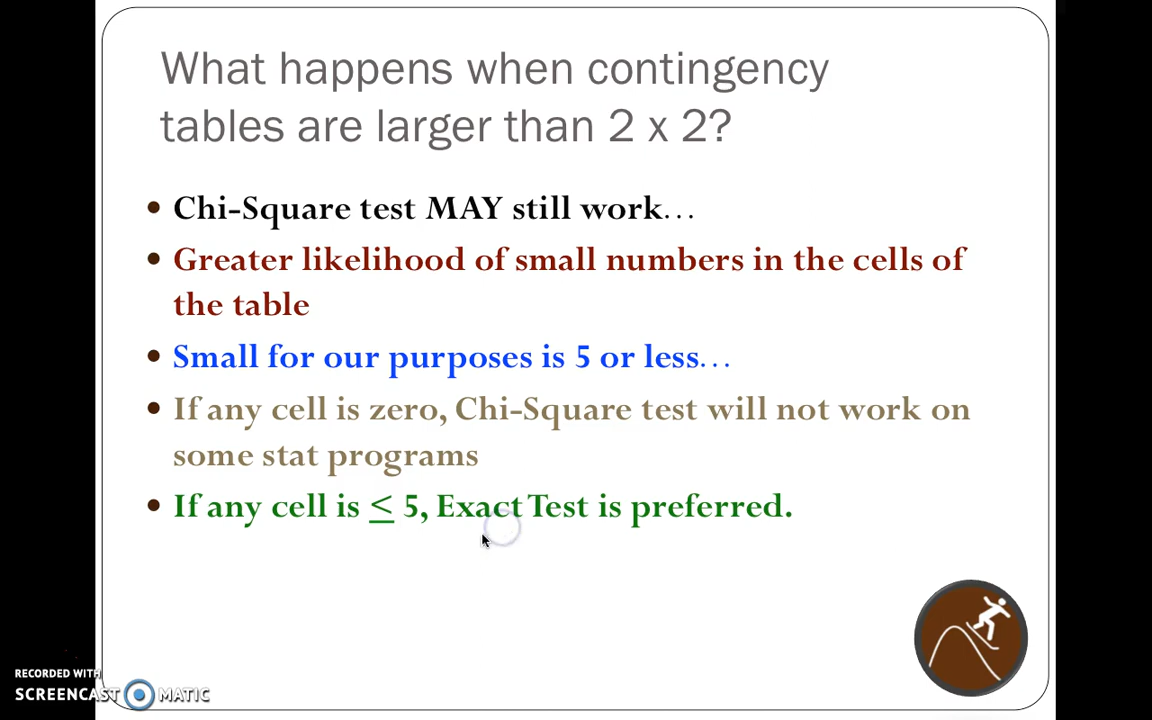 What happens when contingency
tables are larger than 2 x 2?
• Chi-Square test MAY still work…
• Greater likelihood of small numbers in the cells of
the table
• Small for our purposes is 5 or less…
• If any cell is zero, Chi-Square test will not work on
some stat programs
• If any cell is ≤ 5, Exact Test is preferred.
RECORDED WITH
SCREENCAST MATIC